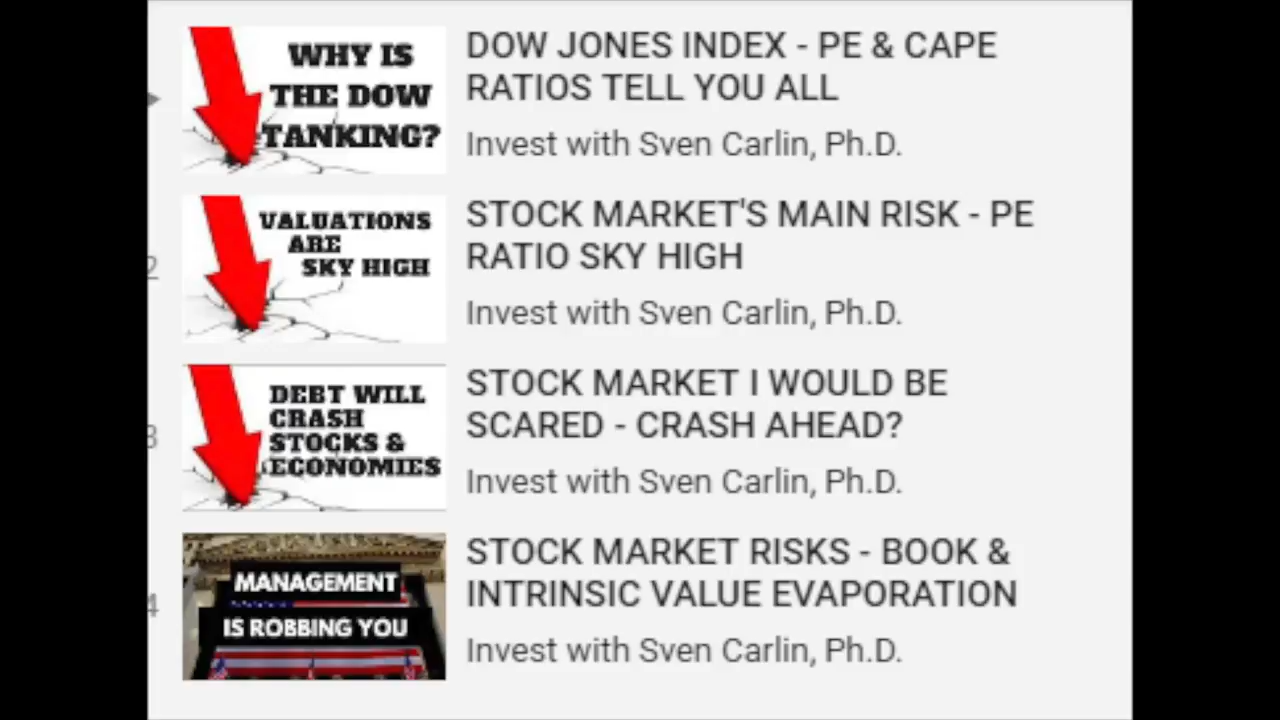 WHY IS
THE DOW
TANKING?
DOW JONES INDEX - PE & CAPE
RATIOS TELL YOU ALL
Invest with Sven Carlin, Ph.D.
2
VALUATIONS
ARE
SKY HIGH
STOCK MARKET'S MAIN RISK - PE
RATIO SKY HIGH
Invest with Sven Carlin, Ph.D.
3
DEBT WILL
CRASH
STOCKS &
ECONOMIES
STOCK MARKET I WOULD BE
SCARED - CRASH AHEAD?
Invest with Sven Carlin, Ph.D.
4
MANAGEMENT
IS ROBBING YOU
STOCK MARKET RISKS - BOOK &
INTRINSIC VALUE EVAPORATION
Invest with Sven Carlin, Ph.D.